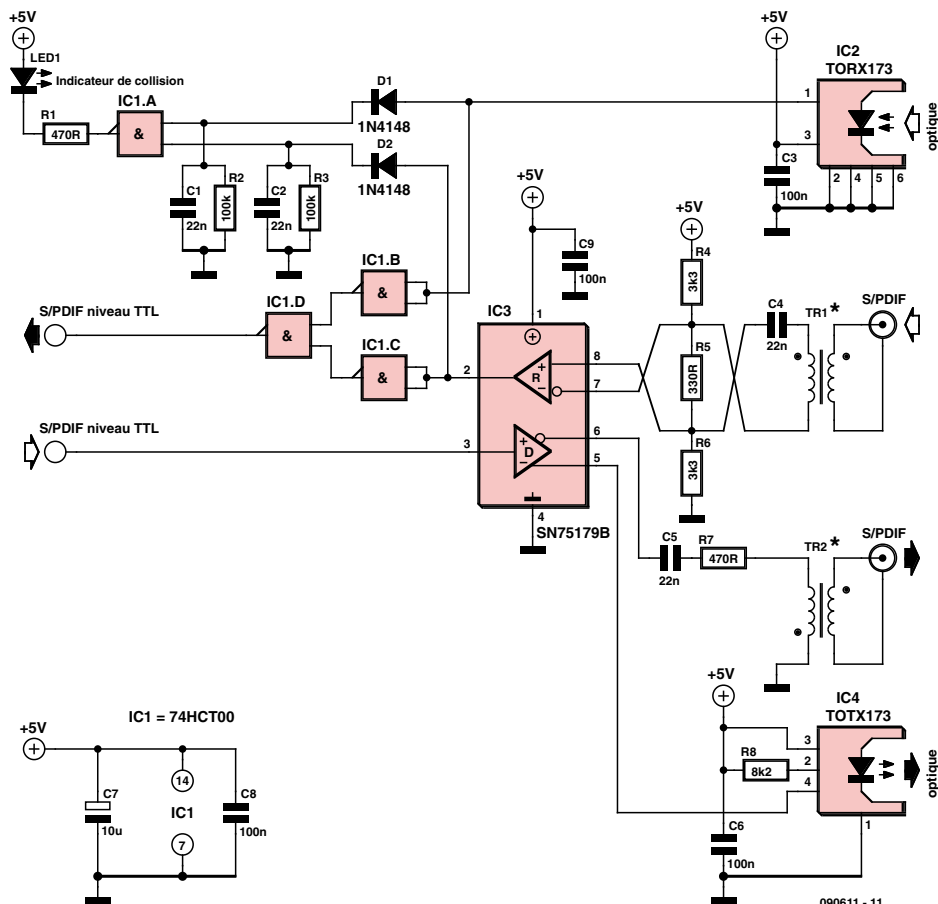 +5V
LED1
Indicateur de collision
R1
470R
IC1.A
&
D1
1N4148
D2
1N4148
C1
22n
R2
100k
C2
22n
R3
100k
IC2
TORX173
1
3
2
4
5
6
optique
+5V
C3
100n
+5V
C9
100n
+5V
R4
3k3
R5
330R
R6
3k3
C4
22n
TR1*
S/PDIF
IC1.B
&
IC1.D
&
IC1.C
&
S/PDIF niveau TTL
S/PDIF niveau TTL
IC3
1
+
R
−
2
8
7
3
+
D
−
6
5
4
SN75179B
C5
22n
R7
470R
TR2*
S/PDIF
+5V
R8
8k2
C6
100n
IC4
TOTX173
3
2
4
1
optique
IC1 = 74HCT00
+5V
C7
10u
14
IC1
7
C8
100n
090611 - 11